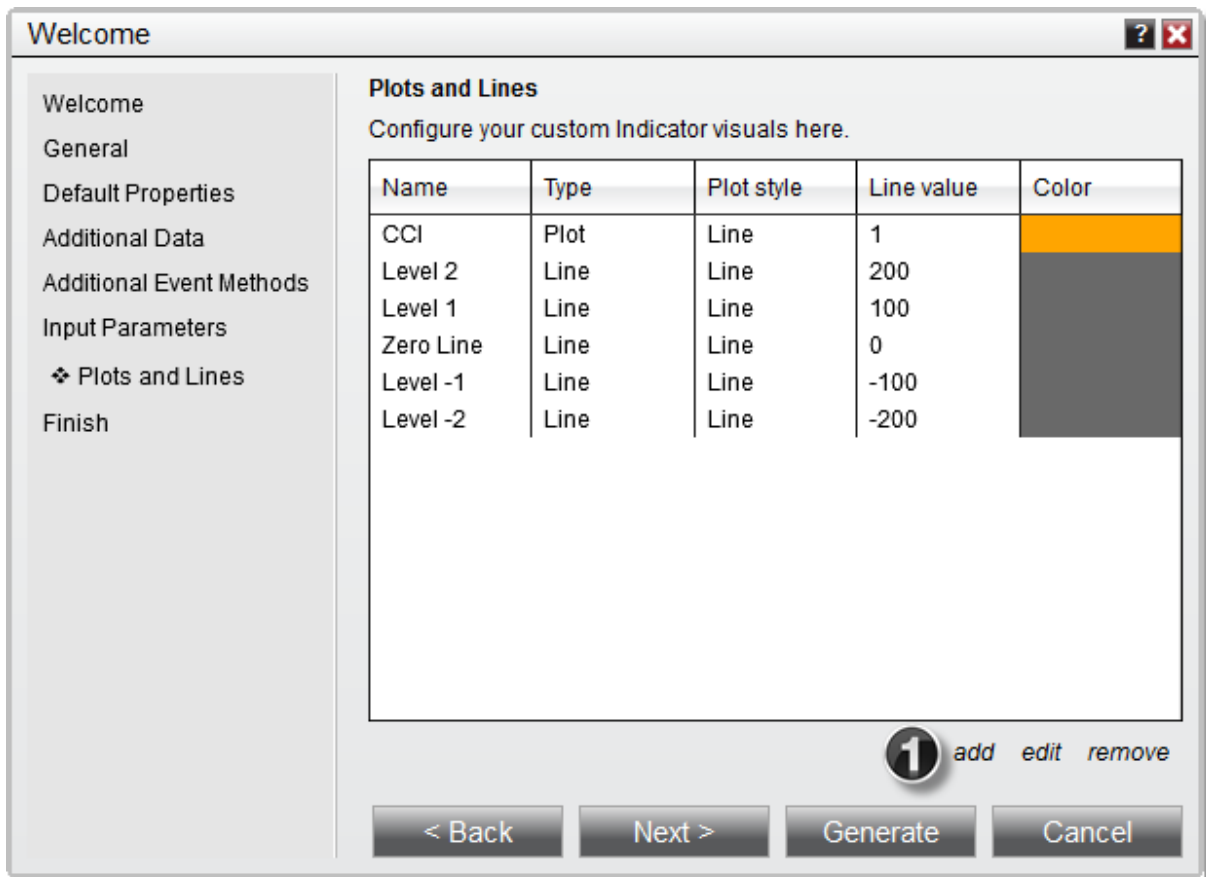 Welcome
?
Welcome
General
Default Properties
Additional Data
Additional Event Methods
Input Parameters
❖ Plots and Lines
Finish
Plots and Lines
Configure your custom Indicator visuals here.
Name Type Plot style Line value Color
CCI Plot Line 1
Level 2 Line Line 200
Level 1 Line Line 100
Zero Line Line Line 0
Level -1 Line Line -100
Level -2 Line Line -200
1 add edit remove
< Back Next > Generate Cancel